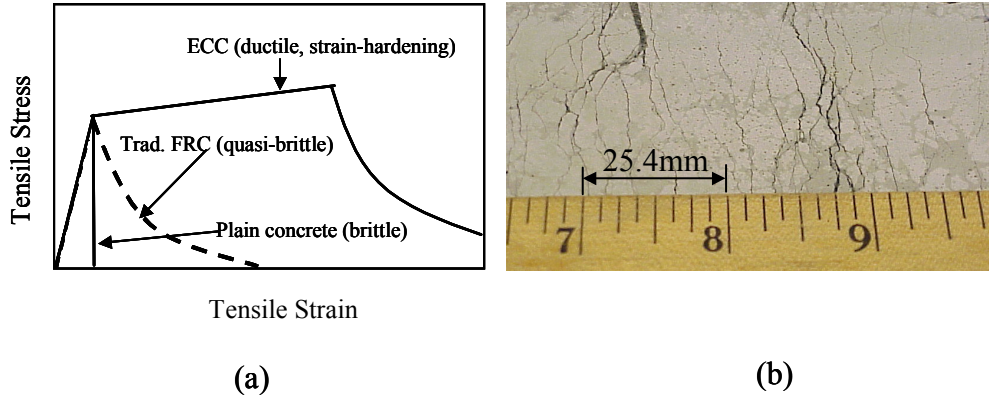 Tensile Stress
ECC (ductile, strain-hardening)
Trad. FRC (quasi-brittle)
Plain concrete (brittle)
Tensile Strain
(a)
25.4mm
7 8 9
(b)